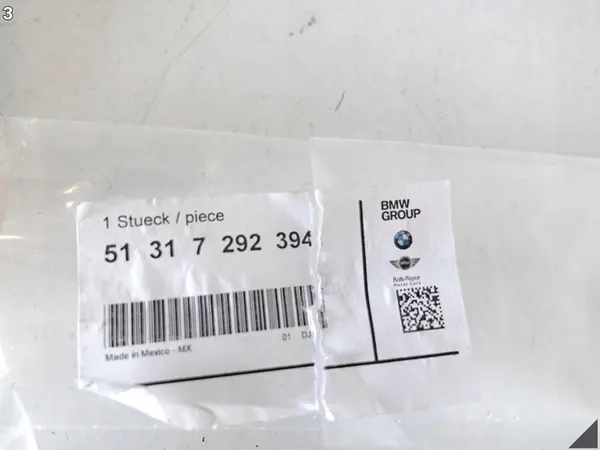 3
1 Stueck / piece
51 31 7 292 394
Made in Mexico - MX
01
BMW
GROUP
Rolls-Royce
Motor Cars